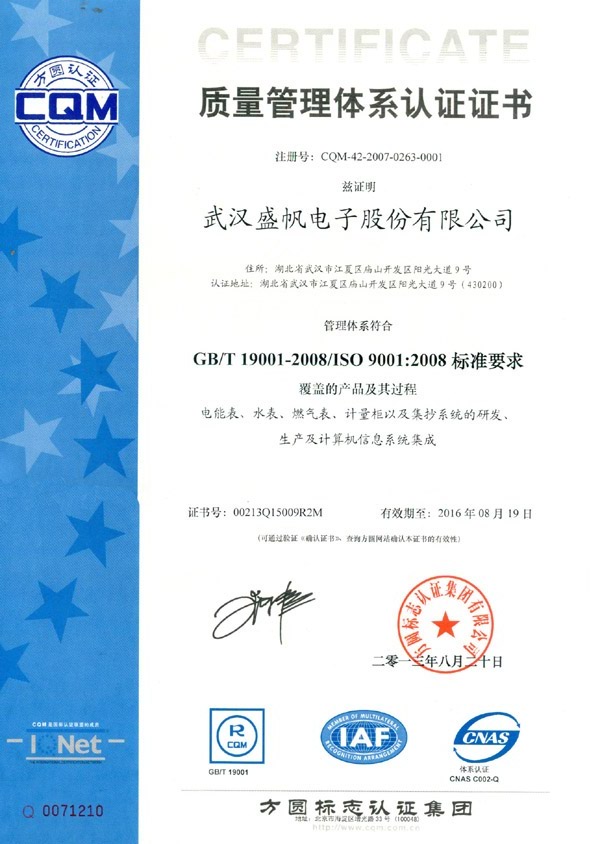 CERTIFICATE
方圆认证
CQM
CERTIFICATION
质量管理体系认证证书
注册号：CQM-42-2007-0263-0001
兹证明
武汉盛帆电子股份有限公司
住所：湖北省武汉市江夏区庙山开发区阳光大道9号
认证地址：湖北省武汉市江夏区庙山开发区阳光大道9号（430200）
管理体系符合
GB/T 19001-2008/ISO 9001:2008 标准要求
覆盖的产品及其过程
电能表、水表、燃气表、计量柜以及集抄系统的研发、
生产及计算机信息系统集成
证书号：00213Q15009R2M
有效期至：2016年08月19日
（可通过验证《确认证书》，查询方圆网站确认本证书的有效性）
方圆标志认证集团有限公司
二零一三年八月二十日
CQM是国际认证联盟的成员
IQNet
R
CQM
GB/T 19001
MEMBER OF MULTILATERAL
IAF
RECOGNITION ARRANGEMENT
CNAS
体系认证
CNAS C002-Q
Q 0071210
方圆标志认证集团
地址：北京市海淀区增光路33号（100048）
http://www.cqm.com.cn